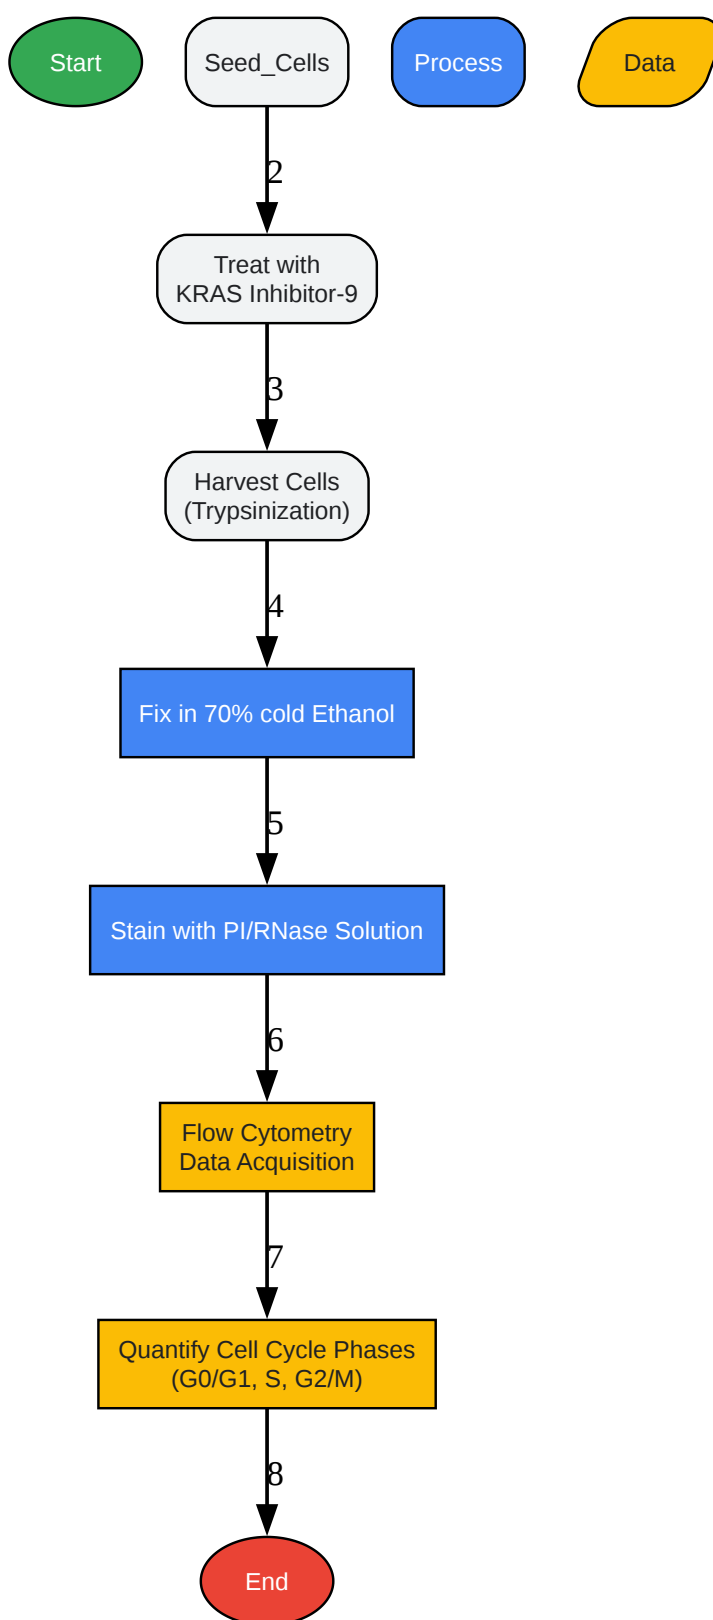 Start
Seed_Cells
Process
Data
2
Treat with
KRAS Inhibitor-9
3
Harvest Cells
(Trypsinization)
4
Fix in 70% cold Ethanol
5
Stain with PI/RNase Solution
6
Flow Cytometry
Data Acquisition
7
Quantify Cell Cycle Phases
(G0/G1, S, G2/M)
8
End